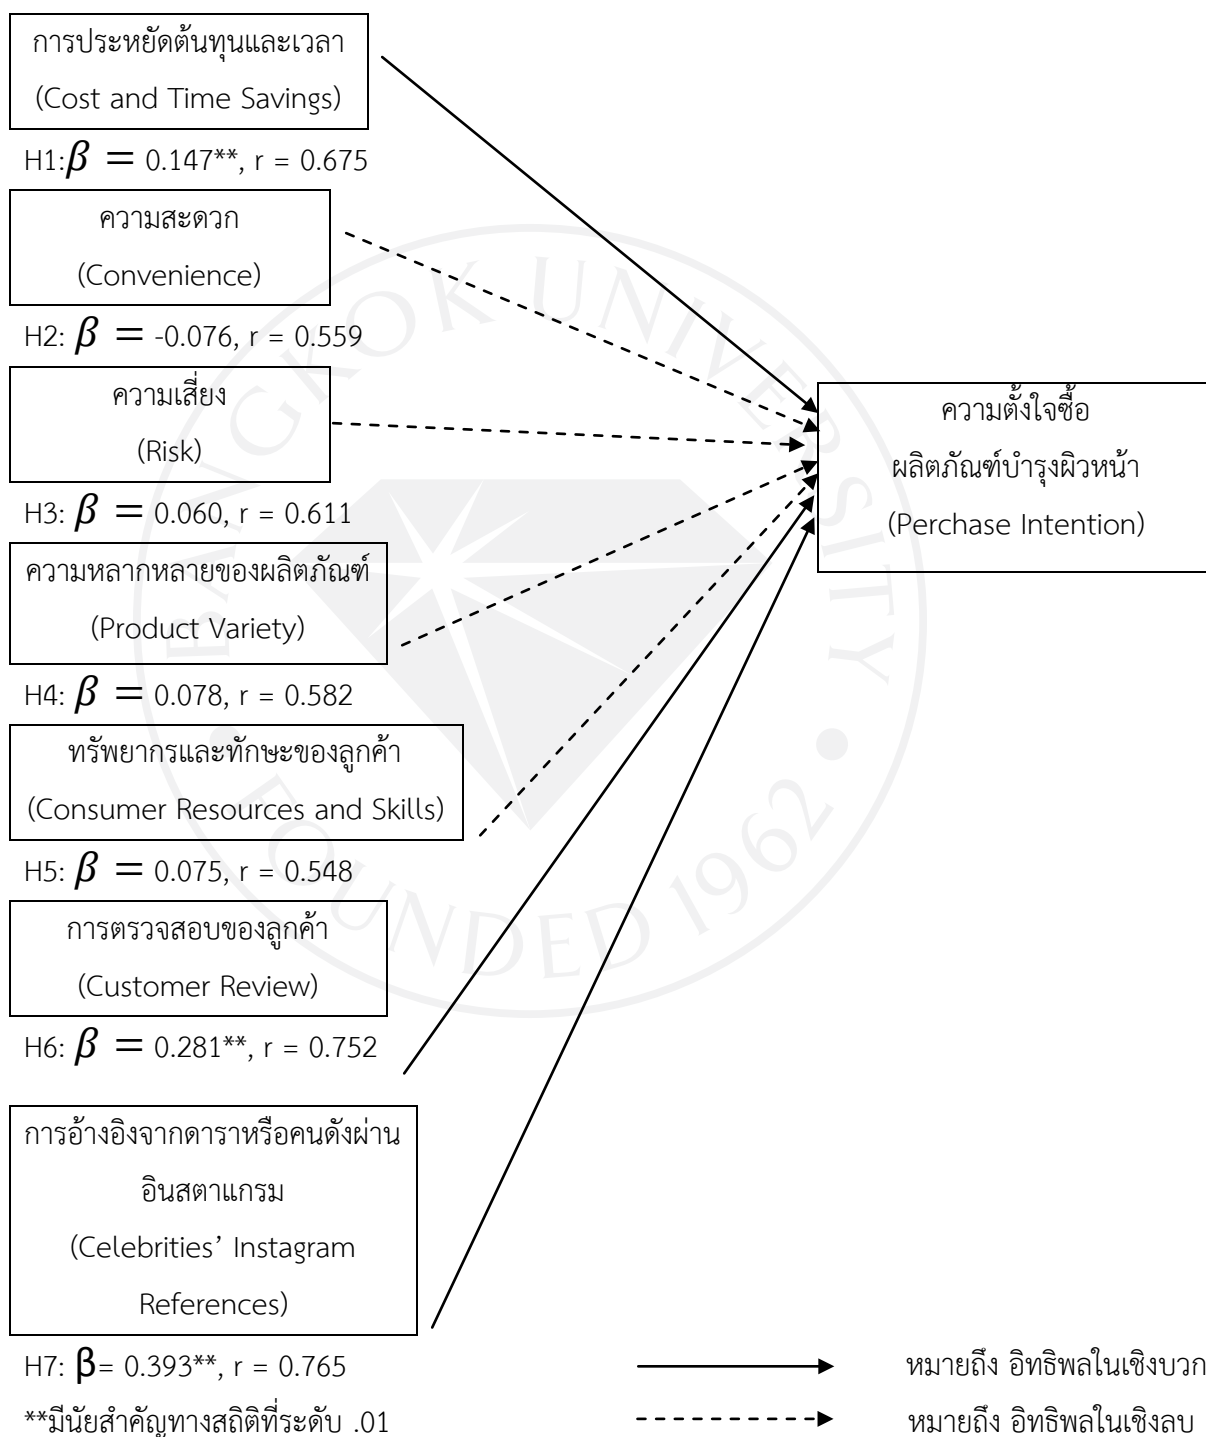 การประหยัดต้นทุนและเวลา
(Cost and Time Savings)
H1:β = 0.147**, r = 0.675
ความสะดวก
(Convenience)
H2: β = -0.076, r = 0.559
ความเสี่ยง
(Risk)
H3: β = 0.060, r = 0.611
ความหลากหลายของผลิตภัณฑ์
(Product Variety)
H4: β = 0.078, r = 0.582
ทรัพยากรและทักษะของลูกค้า
(Consumer Resources and Skills)
H5: β = 0.075, r = 0.548
การตรวจสอบของลูกค้า
(Customer Review)
H6: β = 0.281**, r = 0.752
การอ้างอิงจากดาราหรือคนดังผ่าน
อินสตาแกรม
(Celebrities’ Instagram
References)
H7: β= 0.393**, r = 0.765
**มีนัยสำคัญทางสถิติที่ระดับ .01
ความตั้งใจซื้อ
ผลิตภัณฑ์บำรุงผิวหน้า
(Perchase Intention)
หมายถึง อิทธิพลในเชิงบวก
หมายถึง อิทธิพลในเชิงลบ
BANGKOK UNIVERSITY
FOUNDED 1962